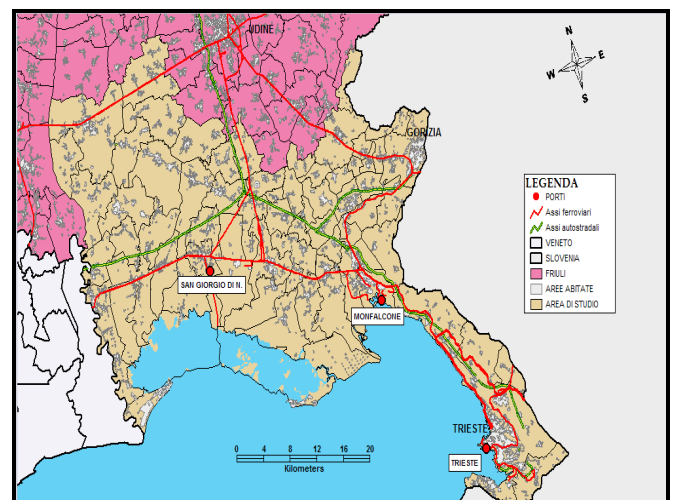 UDINE
N
W
E
S
GORIZIA
LEGENDA
PORTI
Assi ferroviari
Assi autostradali
VENETO
SLOVENIA
FRIULI
AREE ABITATE
AREA DI STUDIO
SAN GIORGIO DI N.
MONFALCONE
TRIESTE
TRIESTE
0 4 8 12 16 20
Kilometers